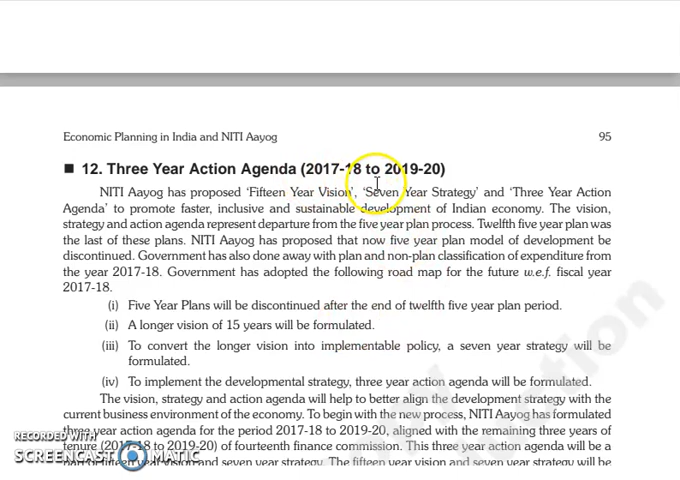 Economic Planning in India and NITI Aayog 95
■ 12. Three Year Action Agenda (2017-18 to 2019-20)
NITI Aayog has proposed ‘Fifteen Year Vision’, ‘Seven Year Strategy’ and ‘Three Year Action
Agenda’ to promote faster, inclusive and sustainable development of Indian economy. The vision,
strategy and action agenda represent departure from the five year plan process. Twelfth five year plan was
the last of these plans. NITI Aayog has proposed that now five year plan model of development be
discontinued. Government has also done away with plan and non-plan classification of expenditure from
the year 2017-18. Government has adopted the following road map for the future w.e.f. fiscal year
2017-18.
(i) Five Year Plans will be discontinued after the end of twelfth five year plan period.
(ii) A longer vision of 15 years will be formulated.
(iii) To convert the longer vision into implementable policy, a seven year strategy will be
formulated.
(iv) To implement the developmental strategy, three year action agenda will be formulated.
The vision, strategy and action agenda will help to better align the development strategy with the
current business environment of the economy. To begin with the new process, NITI Aayog has formulated
three year action agenda for the period 2017-18 to 2019-20, aligned with the remaining three years of
tenure (2017-18 to 2019-20) of fourteenth finance commission. This three year action agenda will be a
part of fifteen year vision and seven year strategy. The fifteen year vision and seven year strategy will be
RECORDED WITH
SCREENCAST MATIC